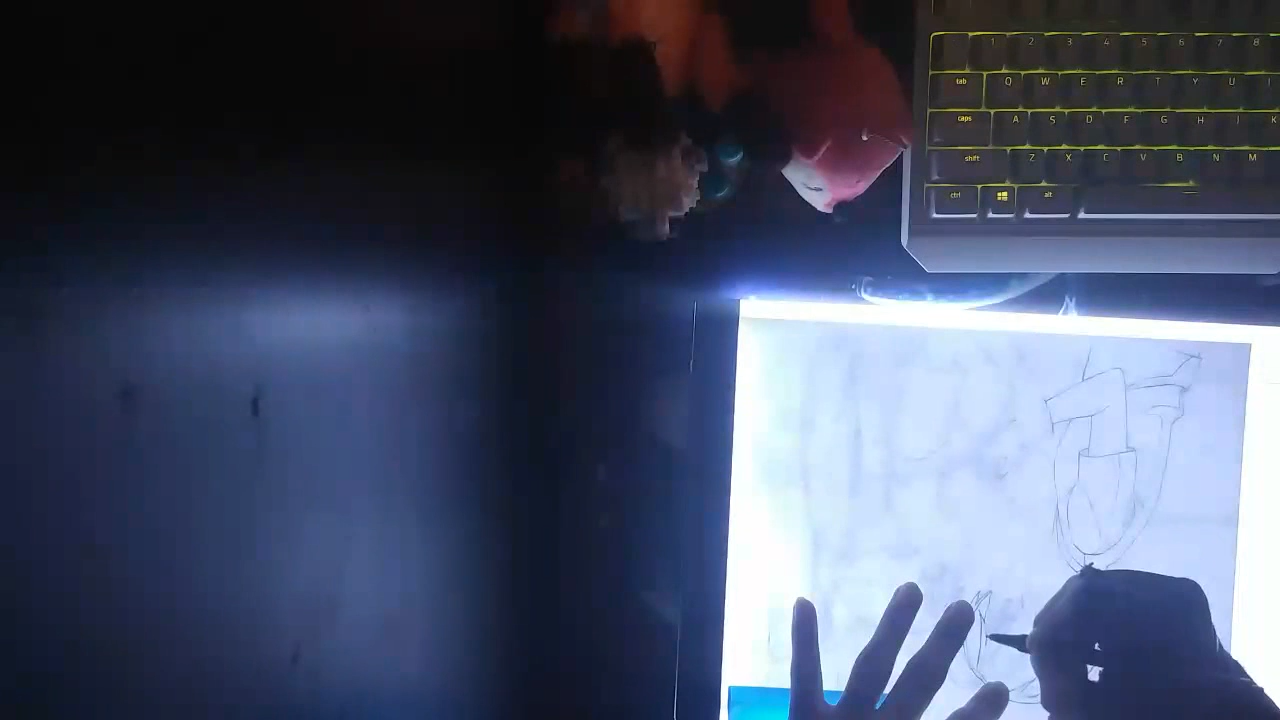 1 2 3 4 5 6 7 8
tab Q W E R T Y U I
caps A S D F G H J K
shift Z X C V B N M
ctrl alt